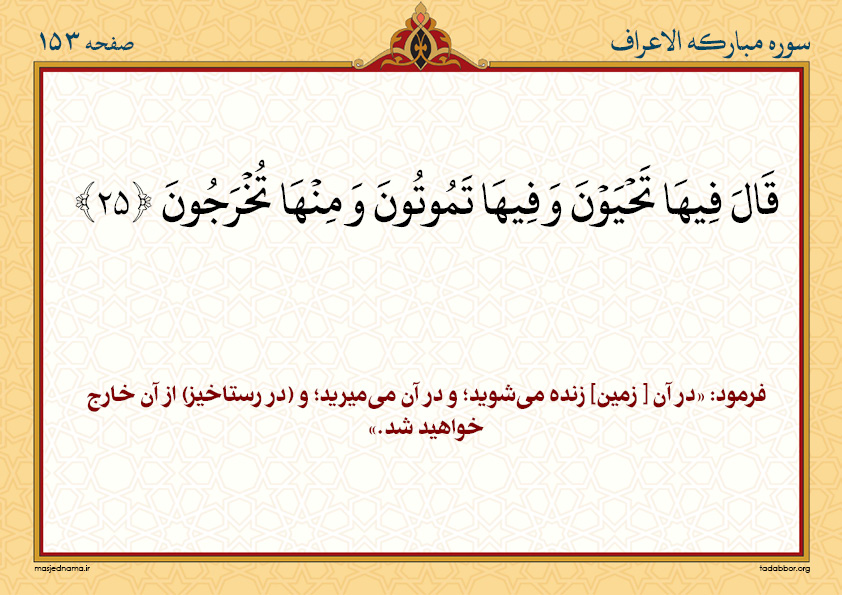 سوره مبارکه الاعراف
صفحه ۱۵۳
قَالَ فِيهَا تَحْيَوْنَ وَفِيهَا تَمُوتُونَ وَمِنْهَا تُخْرَجُونَ ﴿۲۵﴾
فرمود: «در آن [ زمین] زنده می‌شوید؛ و در آن می‌میرید؛ و (در رستاخیز) از آن خارج
خواهید شد.»
masjednama.ir
tadabbor.org